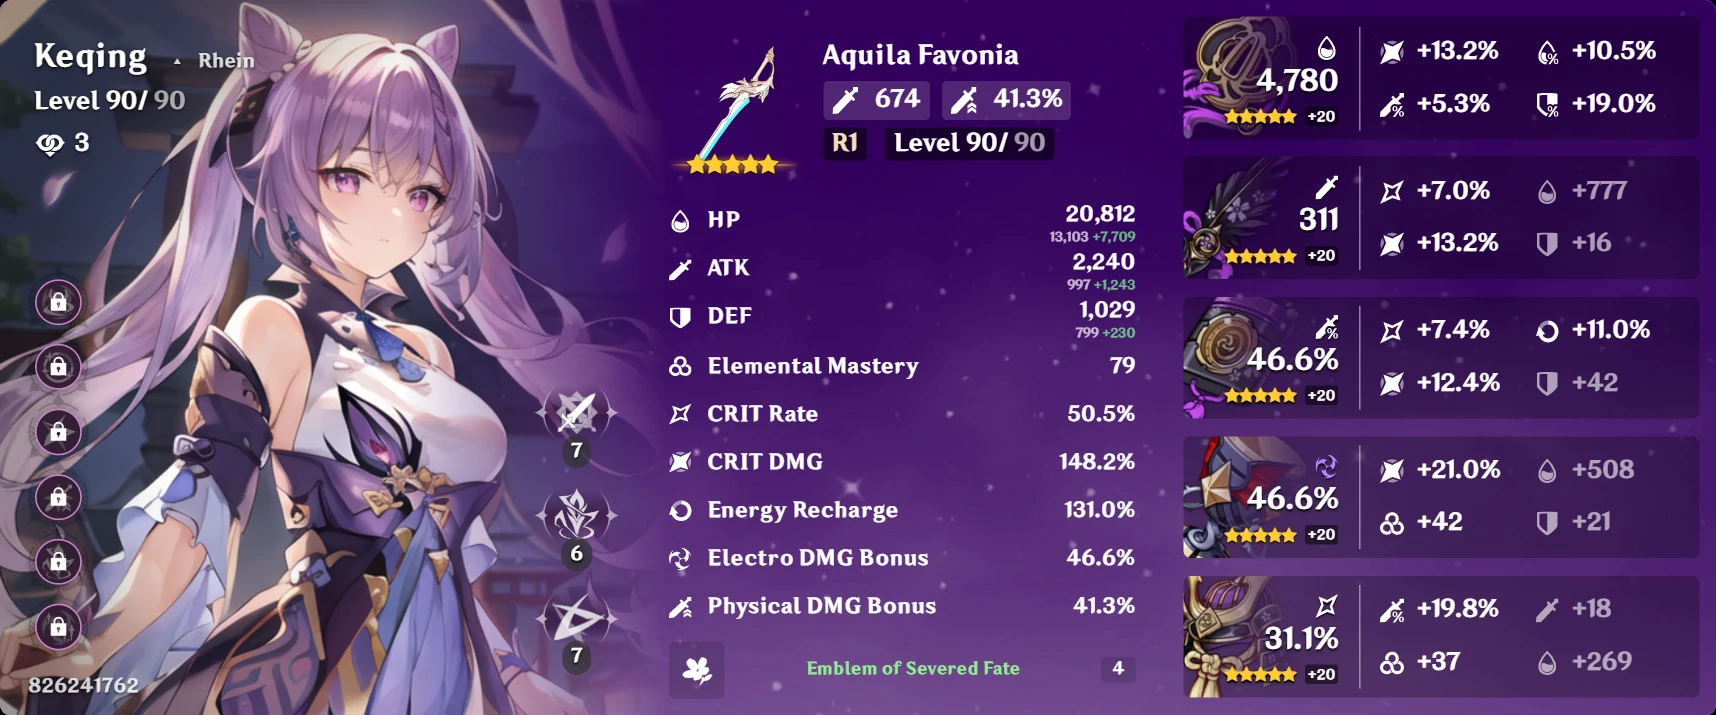 Keqing ▲ Rhein
Level 90/ 90
3
7
6
7
826241762
Aquila Favonia
674 41.3%
R1 Level 90/ 90
HP 20,812
13,103 +7,709
ATK 2,240
997 +1,243
DEF 1,029
799 +230
Elemental Mastery 79
CRIT Rate 50.5%
CRIT DMG 148.2%
Energy Recharge 131.0%
Electro DMG Bonus 46.6%
Physical DMG Bonus 41.3%
Emblem of Severed Fate 4
4,780
+20
+13.2% +10.5%
+5.3% +19.0%
311
+20
+7.0% +777
+13.2% +16
46.6%
+20
+7.4% +11.0%
+12.4% +42
46.6%
+20
+21.0% +508
+42 +21
31.1%
+20
+19.8% +18
+37 +269